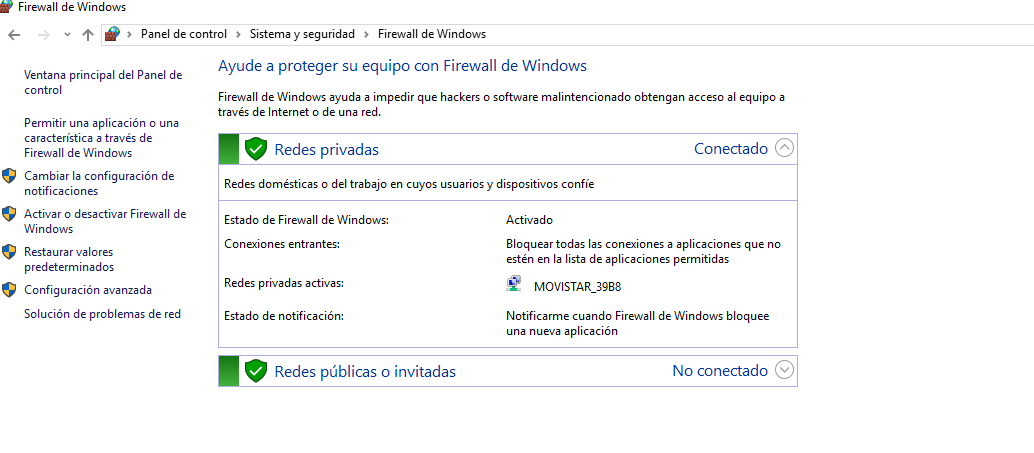 Firewall de Windows
Panel de control > Sistema y seguridad > Firewall de Windows
Ventana principal del Panel de
control
Permitir una aplicación o una
característica a través de
Firewall de Windows
Cambiar la configuración de
notificaciones
Activar o desactivar Firewall de
Windows
Restaurar valores
predeterminados
Configuración avanzada
Solución de problemas de red
Ayude a proteger su equipo con Firewall de Windows
Firewall de Windows ayuda a impedir que hackers o software malintencionado obtengan acceso al equipo a
través de Internet o de una red.
Redes privadas Conectado
Redes domésticas o del trabajo en cuyos usuarios y dispositivos confíe
Estado de Firewall de Windows: Activado
Conexiones entrantes: Bloquear todas las conexiones a aplicaciones que no
estén en la lista de aplicaciones permitidas
Redes privadas activas: MOVISTAR_39B8
Estado de notificación: Notificarme cuando Firewall de Windows bloquee
una nueva aplicación
Redes públicas o invitadas No conectado